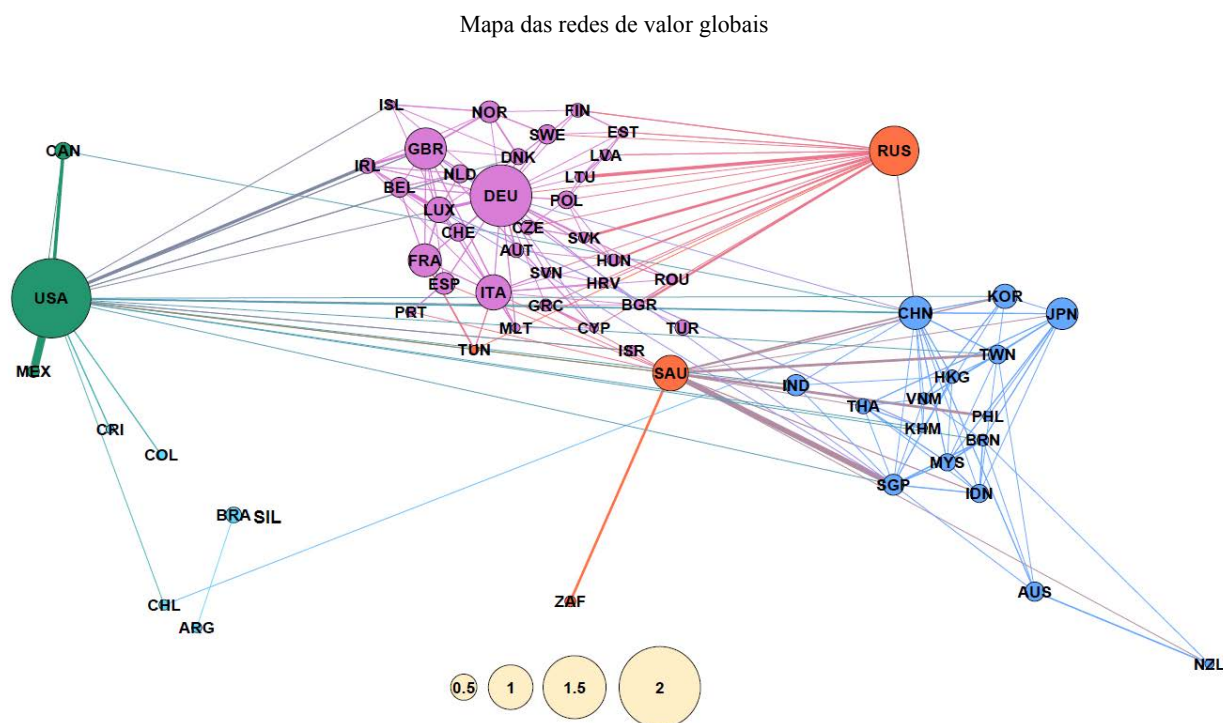 Mapa das redes de valor globais
ISL
NOR
FIN
SWE
EST
CAN
GBR
RUS
DNK
LVA
IRL
NLD
LTU
BEL
DEU
POL
LUX
CZE
CHE
SVK
AUT
FRA
HUN
SVN
ESP
HRV
ROU
USA
ITA
KOR
GRC
BGR
PRT
CHN
JPN
MLT
CYP
TUR
TUN
ISR
TWN
MEX
SAU
IND
HKG
VNM
THA
PHL
CRI
KHM
BRN
COL
MYS
SGP
IDN
BRA SIL
AUS
CHL
ZAF
ARG
NZL
0.5 1 1.5 2